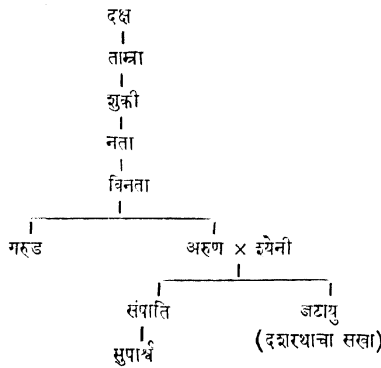 दक्ष
ताम्रा
शुकी
नता
विनता
गरुड अरुण × श्येनी
संपाति जटायु
सुपार्श्व (दशरथाचा सखा)